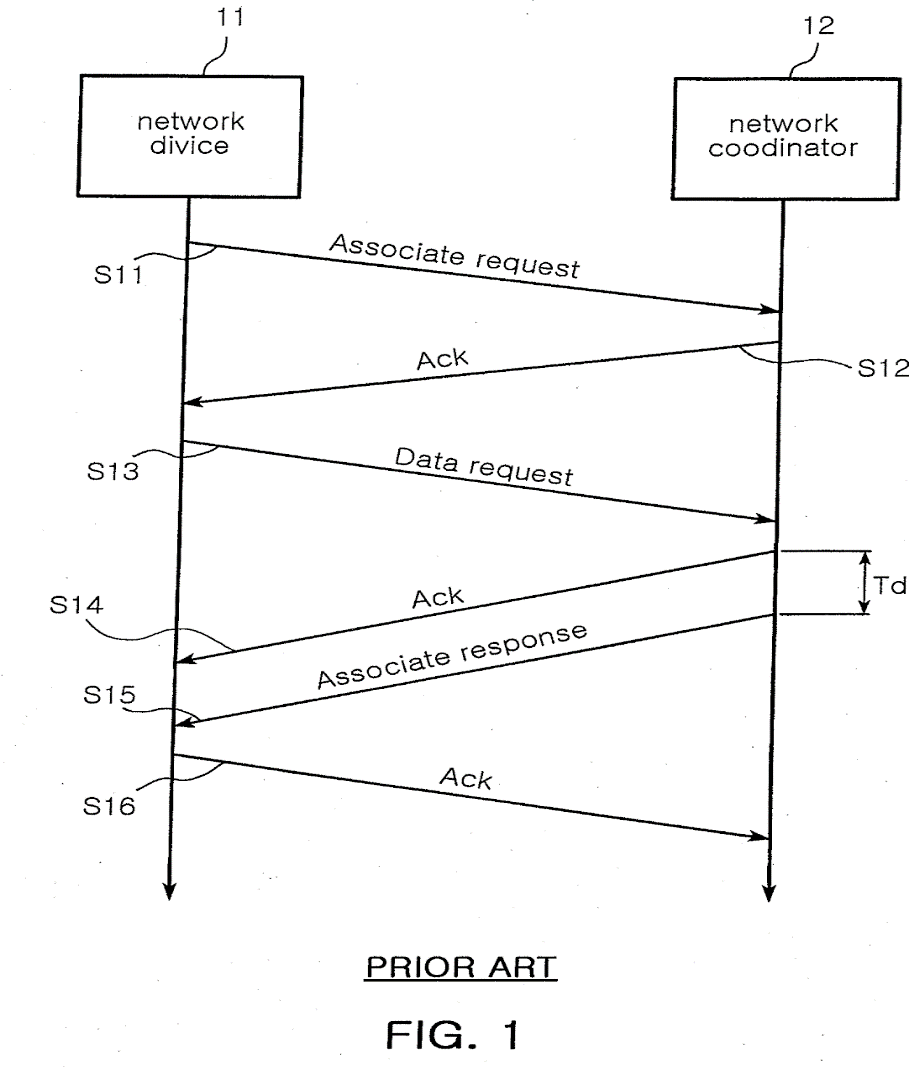 11
12
network
divice
network
coodinator
Associate request
S11
Ack
S12
Data request
S13
Td
Ack
S14
Associate response
S15
Ack
S16
PRIOR ART
FIG. 1